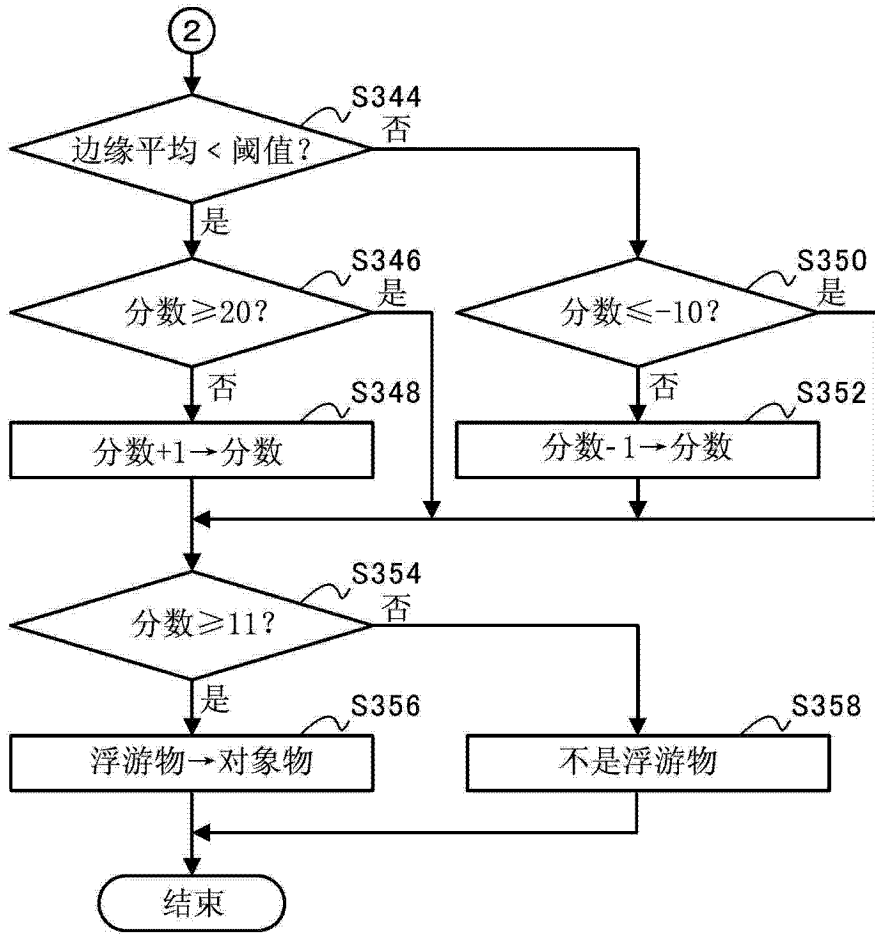 2
S344
边缘平均 < 阈值?
否
是
S346
分数≥20?
是
否
S350
分数≤-10?
是
否
S348
分数+1→分数
S352
分数-1→分数
S354
分数≥11?
否
是
S356
浮游物→对象物
S358
不是浮游物
结束